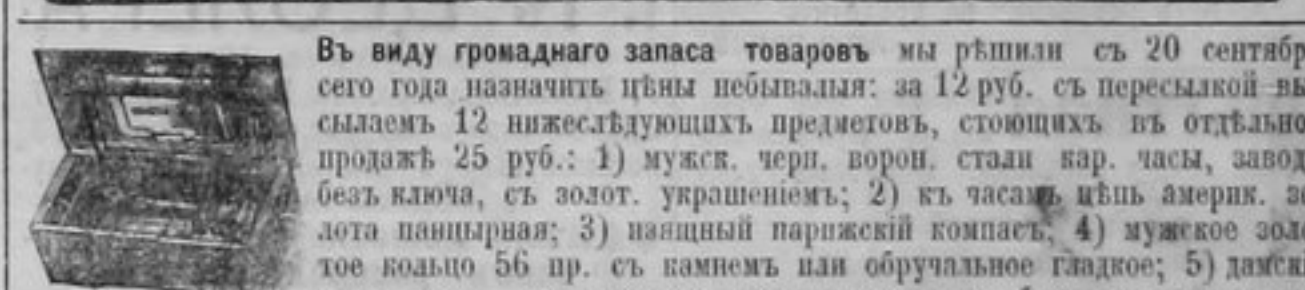 Въ виду громаднаго запаса товаровъ мы рѣшили съ 20 сентябр
сего года назначить цѣны небывалыя: за 12 руб. съ пересылкой вы
сылаемъ 12 нижеслѣдующихъ предметовъ, стоющихъ въ отдѣльно
продажѣ 25 руб.: 1) мужск. черн. ворон. стали кар. часы, завод
безъ ключа, съ золот. украшеніемъ; 2) къ часамъ цѣпь америк. зо
лота панцырная; 3) изящный парижскій компасъ; 4) мужское золо
тое кольцо 56 пр. съ камнемъ или обручальное гладкое; 5) дамскі